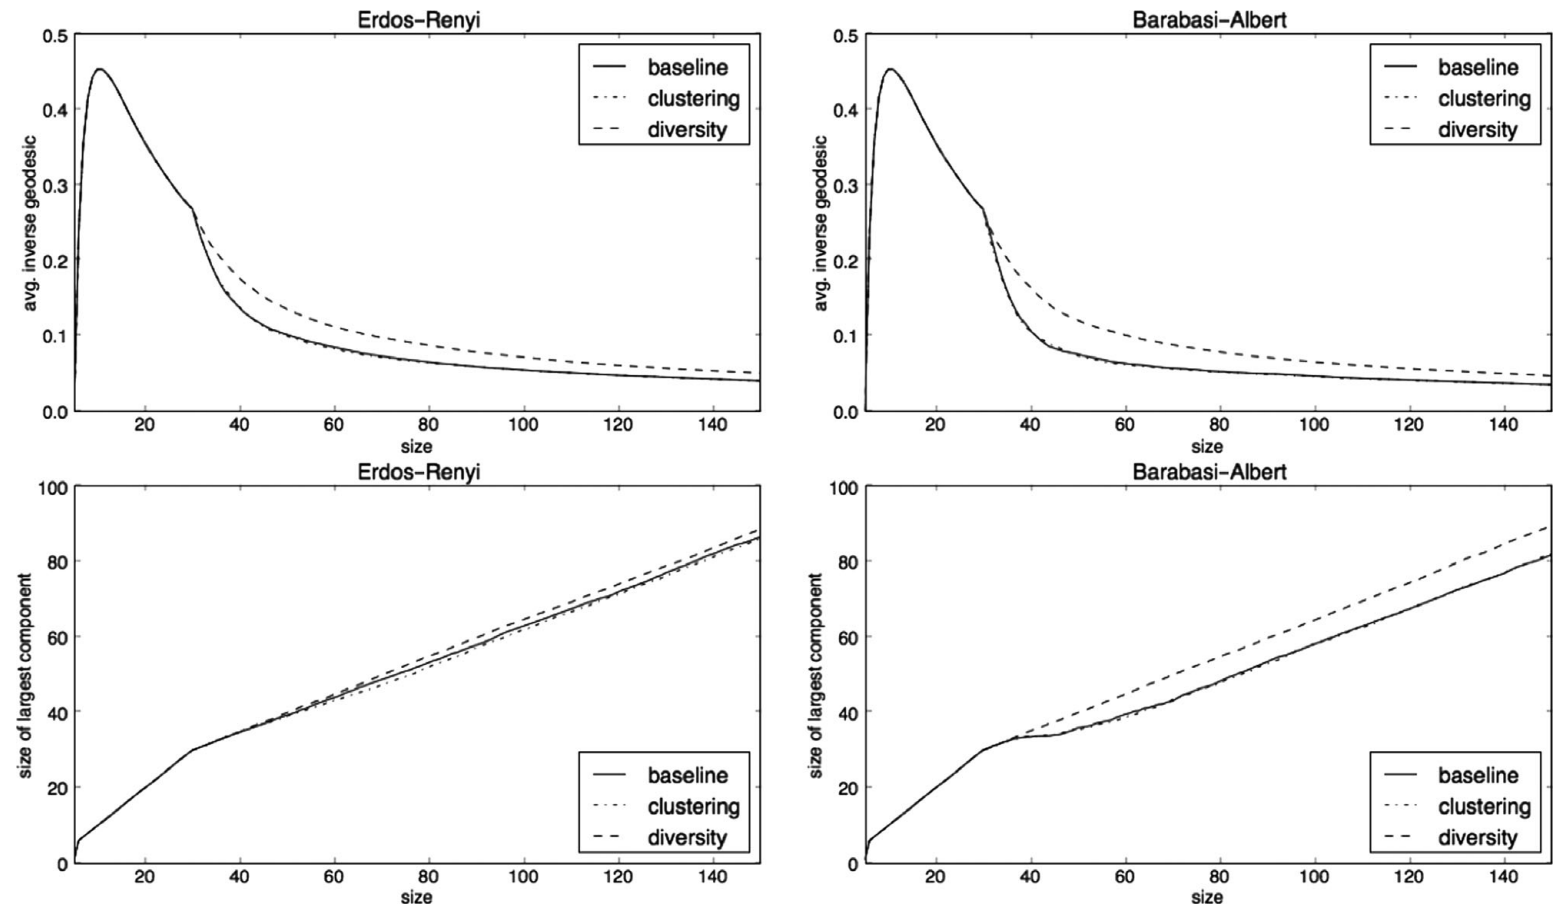 Erdos-Renyi
0.5
0.4
0.3
0.2
0.1
0.0
avg. inverse geodesic
baseline
clustering
diversity
20 40 60 80 100 120 140
size
Barabasi-Albert
0.5
0.4
0.3
0.2
0.1
0.0
avg. inverse geodesic
baseline
clustering
diversity
20 40 60 80 100 120 140
size
Erdos-Renyi
100
80
60
40
20
0
size of largest component
baseline
clustering
diversity
20 40 60 80 100 120 140
size
Barabasi-Albert
100
80
60
40
20
0
size of largest component
baseline
clustering
diversity
20 40 60 80 100 120 140
size